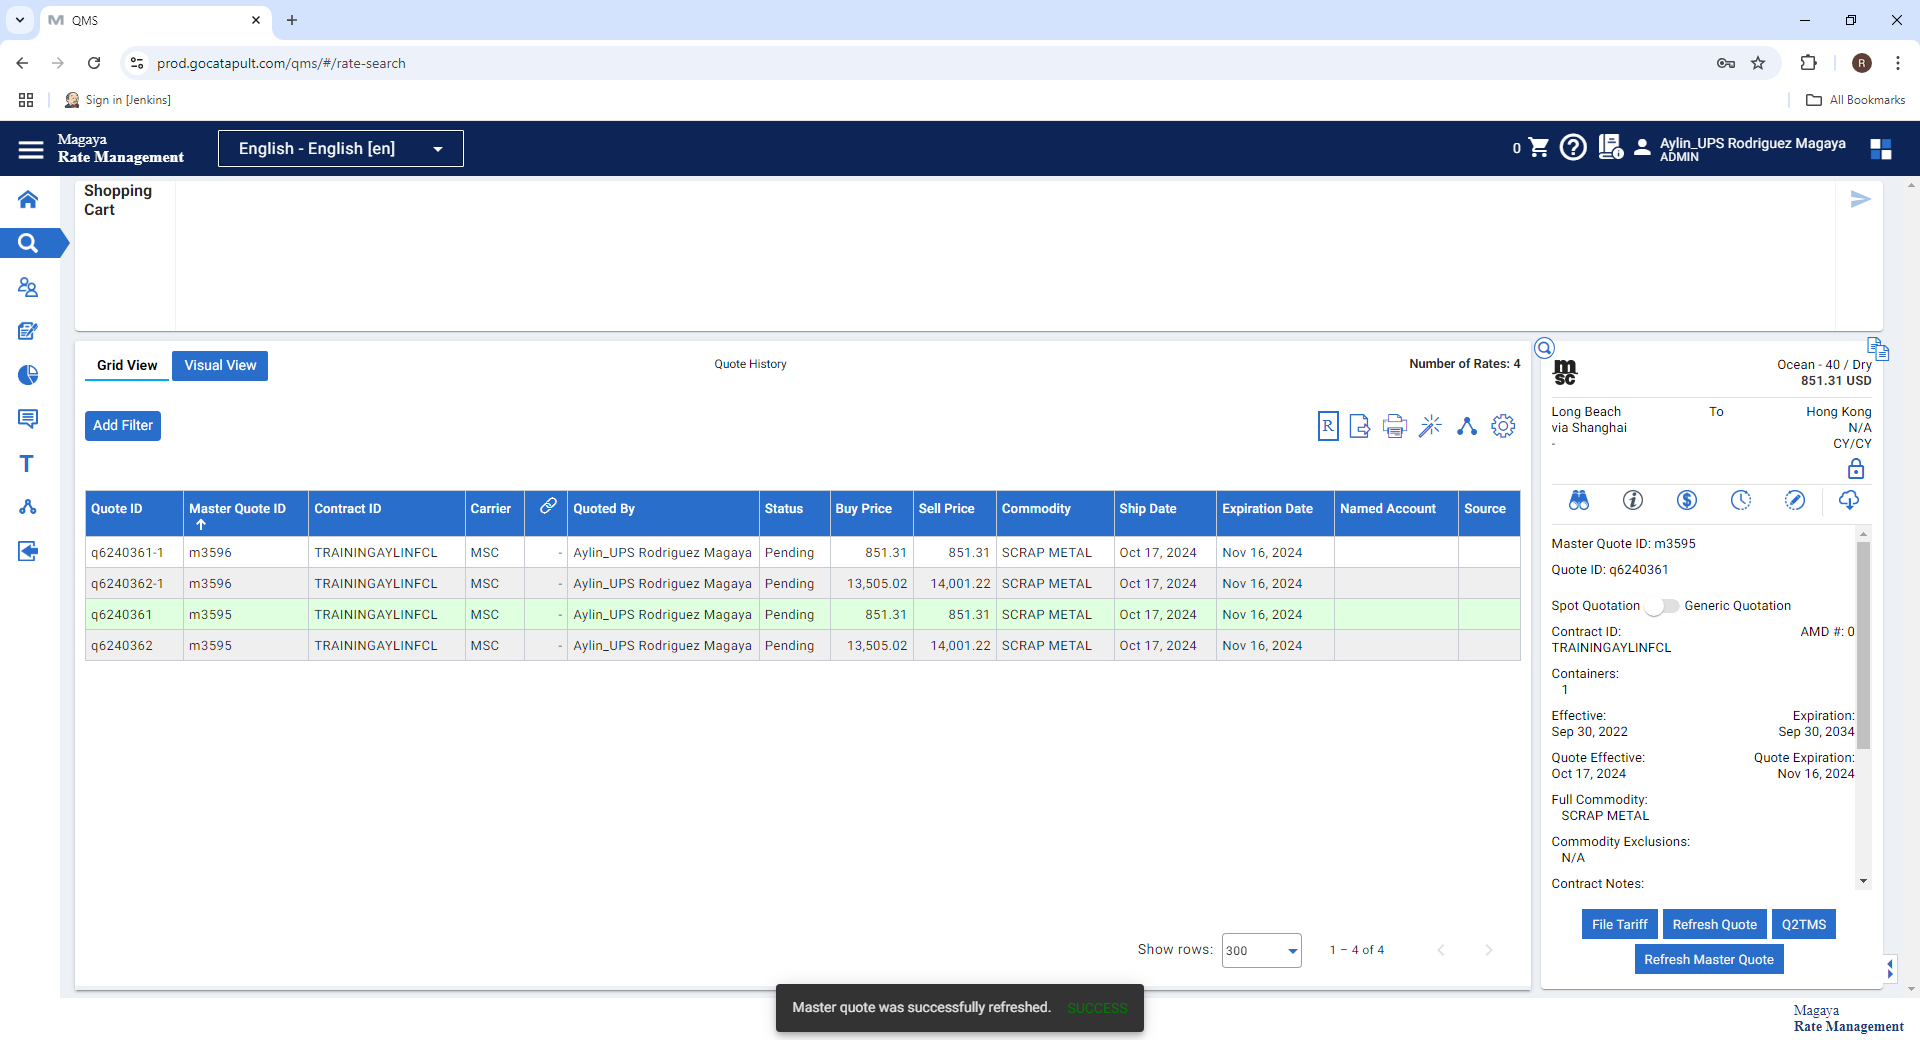 QMS
prod.gocatapult.com/qms/#/rate-search
R
Sign in [Jenkins]
All Bookmarks
Magaya
Rate Management
English - English [en]
0
Aylin_UPS Rodriguez Magaya
ADMIN
Shopping
Cart
Grid View
Visual View
Quote History
Number of Rates: 4
Add Filter
R
Quote ID Master Quote ID Contract ID Carrier Quoted By Status Buy Price Sell Price Commodity Ship Date Expiration Date Named Account Source
q6240361-1 m3596 TRAININGAYLINFCL MSC - Aylin_UPS Rodriguez Magaya Pending 851.31 851.31 SCRAP METAL Oct 17, 2024 Nov 16, 2024
q6240362-1 m3596 TRAININGAYLINFCL MSC - Aylin_UPS Rodriguez Magaya Pending 13,505.02 14,001.22 SCRAP METAL Oct 17, 2024 Nov 16, 2024
q6240361 m3595 TRAININGAYLINFCL MSC - Aylin_UPS Rodriguez Magaya Pending 851.31 851.31 SCRAP METAL Oct 17, 2024 Nov 16, 2024
q6240362 m3595 TRAININGAYLINFCL MSC - Aylin_UPS Rodriguez Magaya Pending 13,505.02 14,001.22 SCRAP METAL Oct 17, 2024 Nov 16, 2024
Show rows: 300 1 – 4 of 4
msc
Ocean - 40 / Dry
851.31 USD
Long Beach To Hong Kong
via Shanghai N/A
- CY/CY
Master Quote ID: m3595
Quote ID: q6240361
Spot Quotation Generic Quotation
Contract ID: AMD #: 0
TRAININGAYLINFCL
Containers:
1
Effective: Expiration:
Sep 30, 2022 Sep 30, 2034
Quote Effective: Quote Expiration:
Oct 17, 2024 Nov 16, 2024
Full Commodity:
SCRAP METAL
Commodity Exclusions:
N/A
Contract Notes:
File Tariff
Refresh Quote
Q2TMS
Refresh Master Quote
Master quote was successfully refreshed. SUCCESS
Magaya
Rate Management